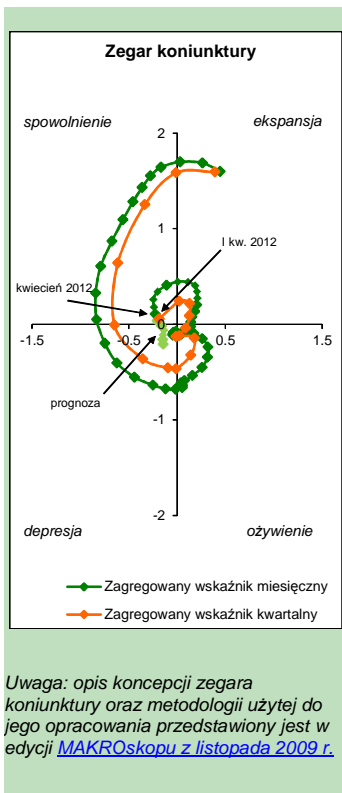 Zegar koniunktury
spowolnienie
ekspansja
2
I kw. 2012
1
kwiecień 2012
0
-1.5
-0.5
0.5
1.5
prognoza
-1
-2
depresja
ożywienie
Zagregowany wskaźnik miesięczny
Zagregowany wskaźnik kwartalny
Uwaga: opis koncepcji zegara
koniunktury oraz metodologii użytej do
jego opracowania przedstawiony jest w
edycji MAKROskopu z listopada 2009 r.